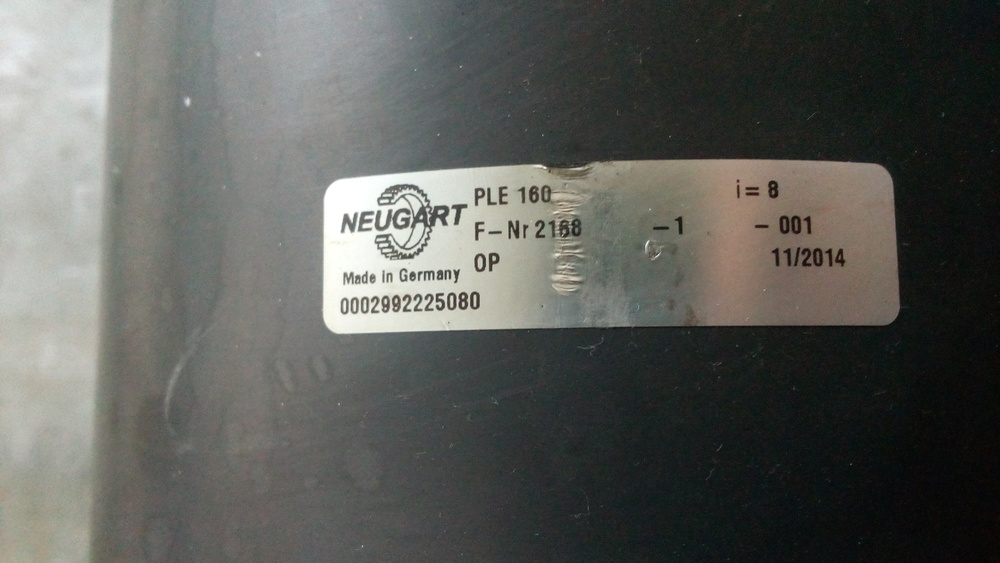 NEUGART
Made in Germany
0002992225080
PLE 160 i = 8
F-Nr 2168 -1 - 001
OP 11/2014